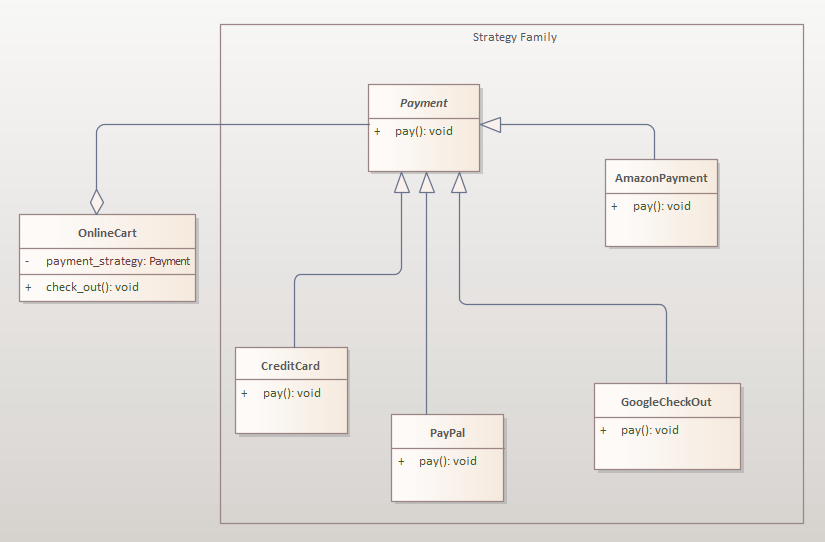 Strategy Family
Payment
+ pay(): void
AmazonPayment
+ pay(): void
OnlineCart
- payment_strategy: Payment
+ check_out(): void
CreditCard
+ pay(): void
PayPal
+ pay(): void
GoogleCheckOut
+ pay(): void